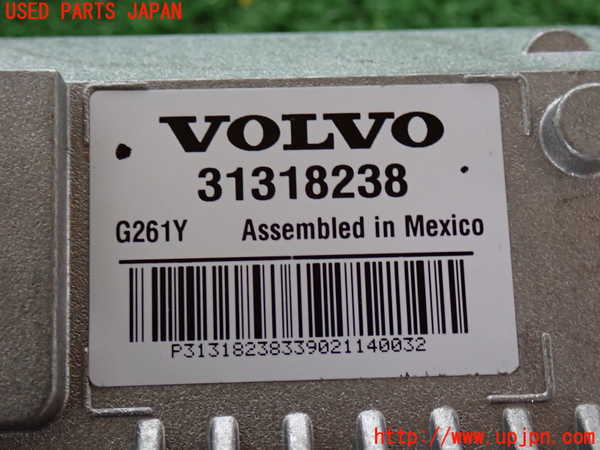 USED PARTS JAPAN
VOLVO
31318238
G261Y Assembled in Mexico
P31318238339021140032
http://www.upjpn.com/